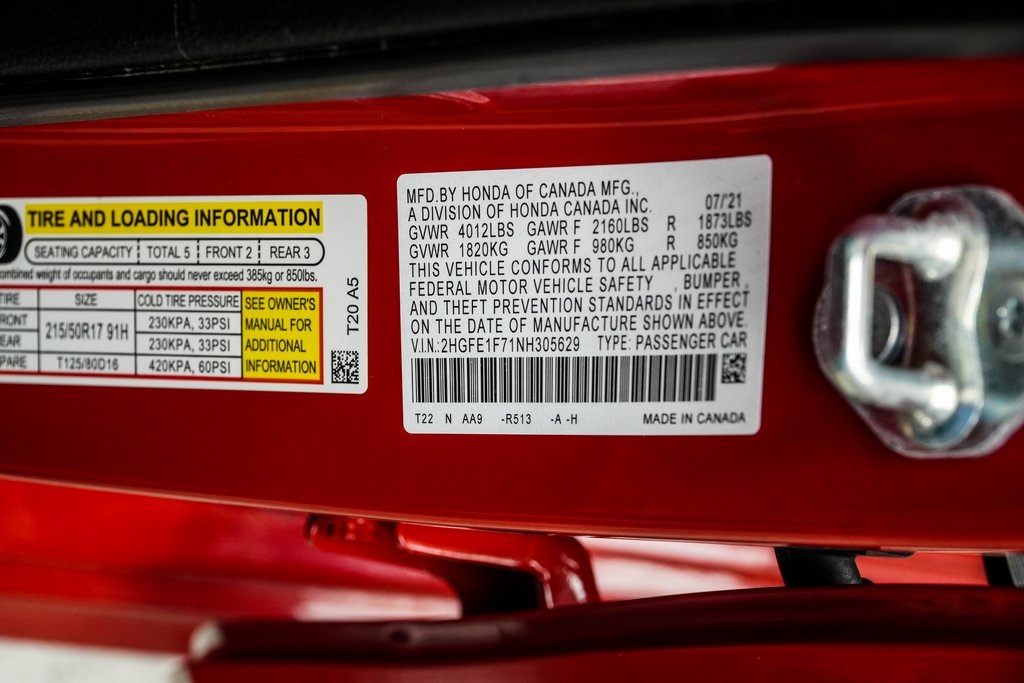 TIRE AND LOADING INFORMATION
SEATING CAPACITY TOTAL 5 FRONT 2 REAR 3
combined weight of occupants and cargo should never exceed 385kg or 850lbs.
TIRE SIZE COLD TIRE PRESSURE
FRONT 215/50R17 91H 230KPA, 33PSI
REAR 230KPA, 33PSI
SPARE T125/80D16 420KPA, 60PSI
SEE OWNER'S
MANUAL FOR
ADDITIONAL
INFORMATION
T20 A5
MFD.BY HONDA OF CANADA MFG.,
A DIVISION OF HONDA CANADA INC. 07/'21
GVWR 4012LBS GAWR F 2160LBS R 1873LBS
GVWR 1820KG GAWR F 980KG R 850KG
THIS VEHICLE CONFORMS TO ALL APPLICABLE
FEDERAL MOTOR VEHICLE SAFETY , BUMPER ,
AND THEFT PREVENTION STANDARDS IN EFFECT
ON THE DATE OF MANUFACTURE SHOWN ABOVE.
V.I.N.:2HGFE1F71NH305629 TYPE: PASSENGER CAR
T22 N AA9 -R513 -A -H MADE IN CANADA